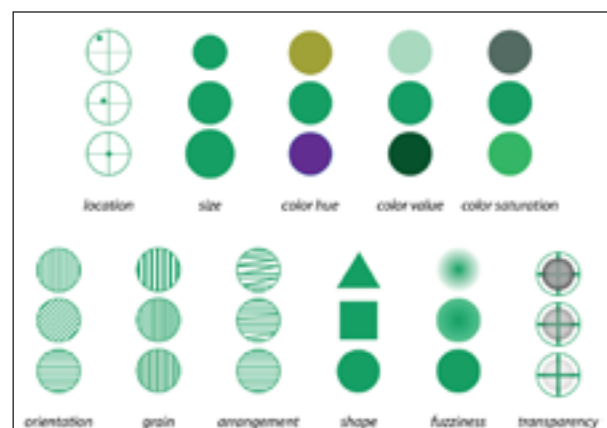 location size color hue color value color saturation
orientation grain arrangement shape fuzziness transparency